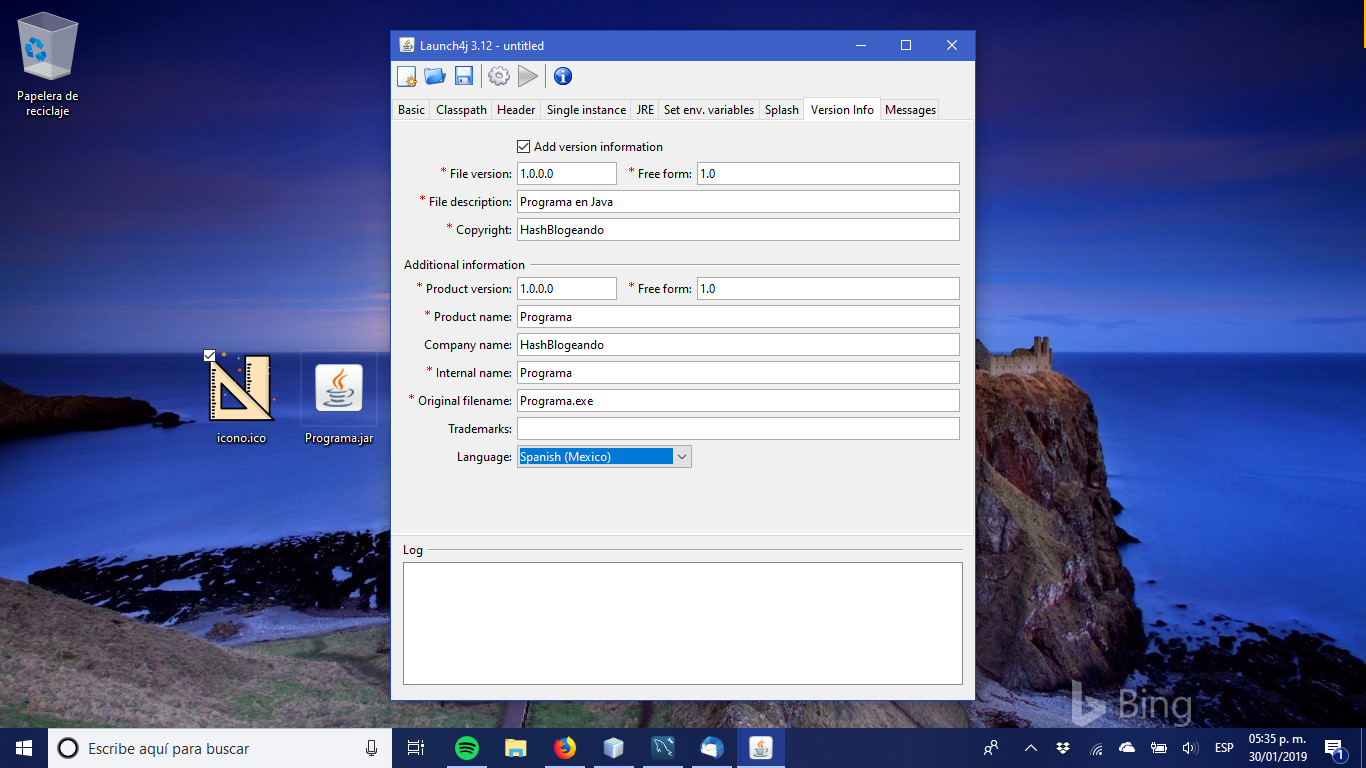 Papelera de
reciclaje
icono.ico
Programa.jar
Launch4j 3.12 - untitled
Basic Classpath Header Single instance JRE Set env. variables Splash Version Info Messages
Add version information
* File version: 1.0.0.0 * Free form: 1.0
* File description: Programa en Java
* Copyright: HashBlogeando
Additional information
* Product version: 1.0.0.0 * Free form: 1.0
* Product name: Programa
Company name: HashBlogeando
* Internal name: Programa
* Original filename: Programa.exe
Trademarks:
Language: Spanish (Mexico)
Log
Bing
Escribe aquí para buscar
ESP
05:35 p. m.
30/01/2019
1